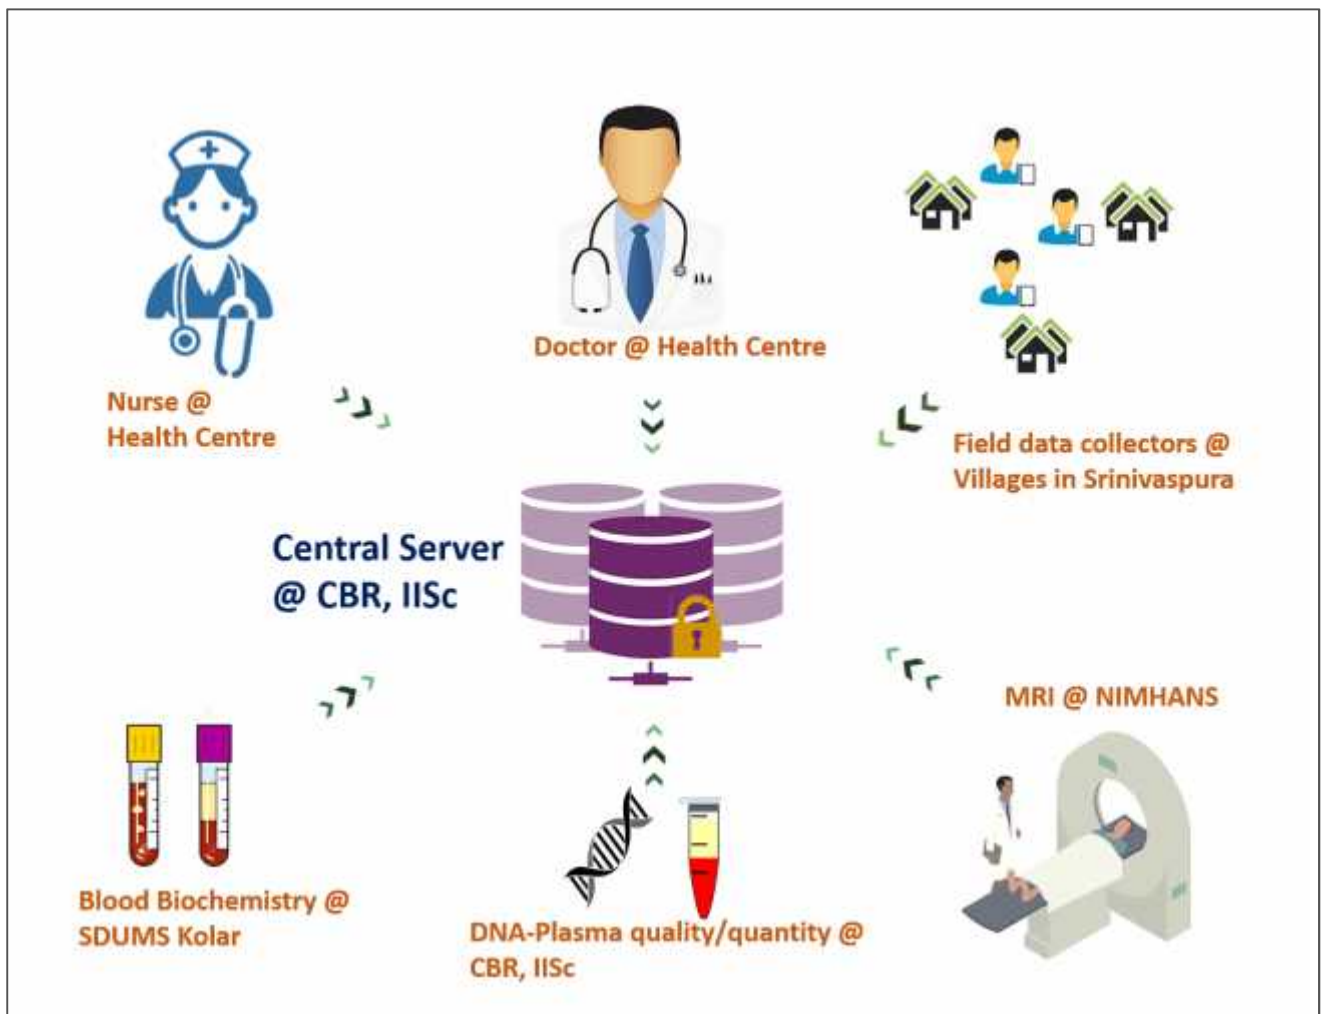 Doctor @ Health Centre
Nurse @
Health Centre
Field data collectors @
Villages in Srinivaspura
Central Server
@ CBR, IISc
MRI @ NIMHANS
Blood Biochemistry @
SDUMS Kolar
DNA-Plasma quality/quantity @
CBR, IISc